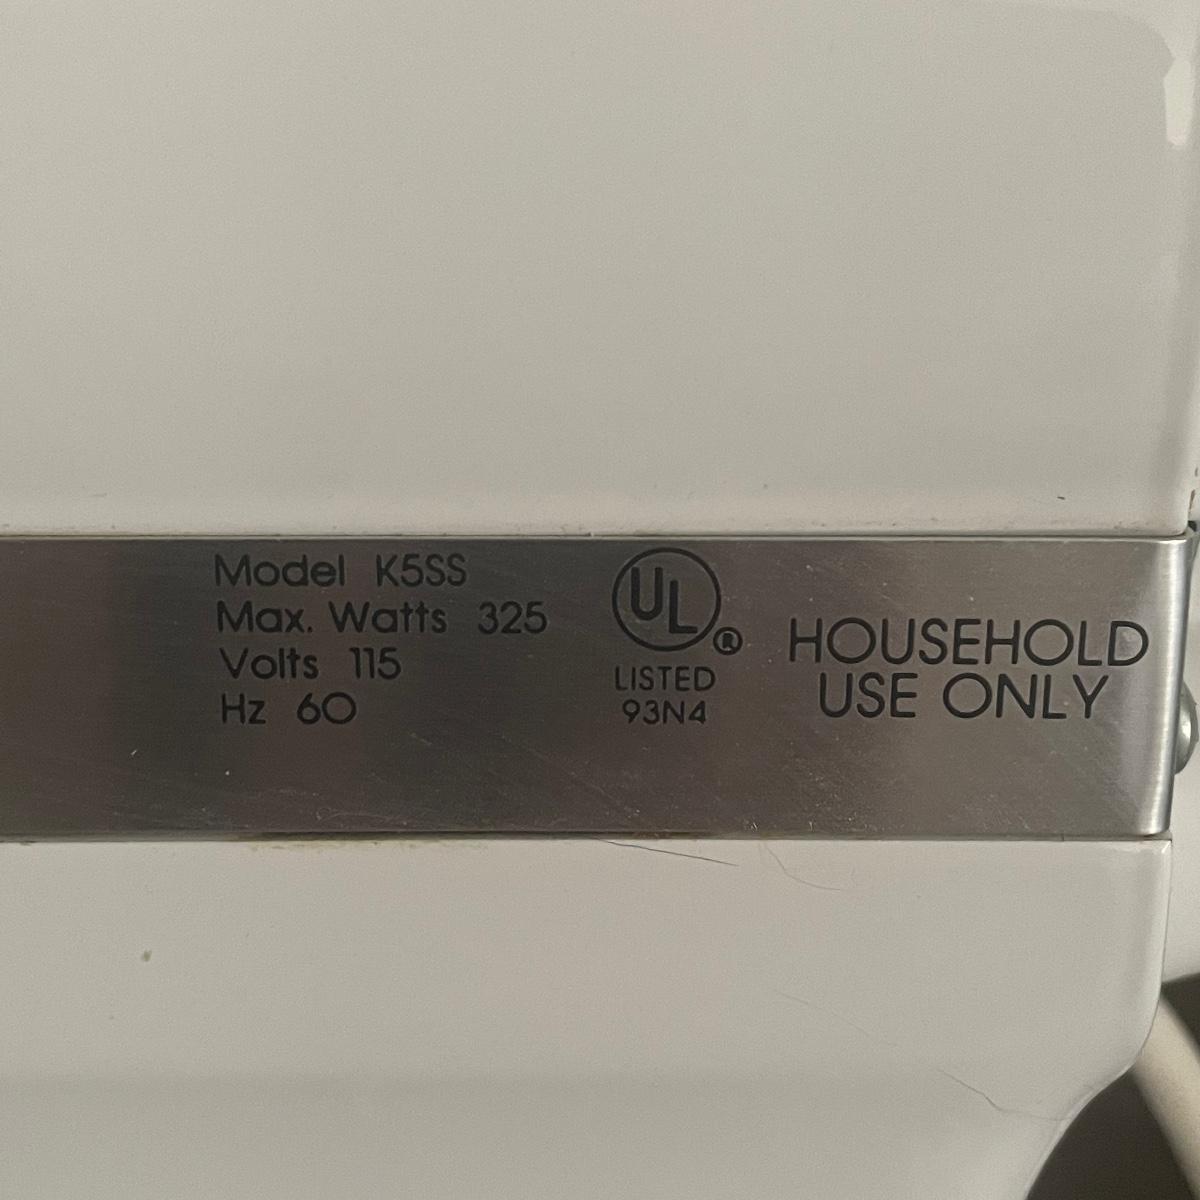 Model K5SS
Max. Watts 325
Volts 115
Hz 60
UL ®
LISTED
93N4
HOUSEHOLD
USE ONLY